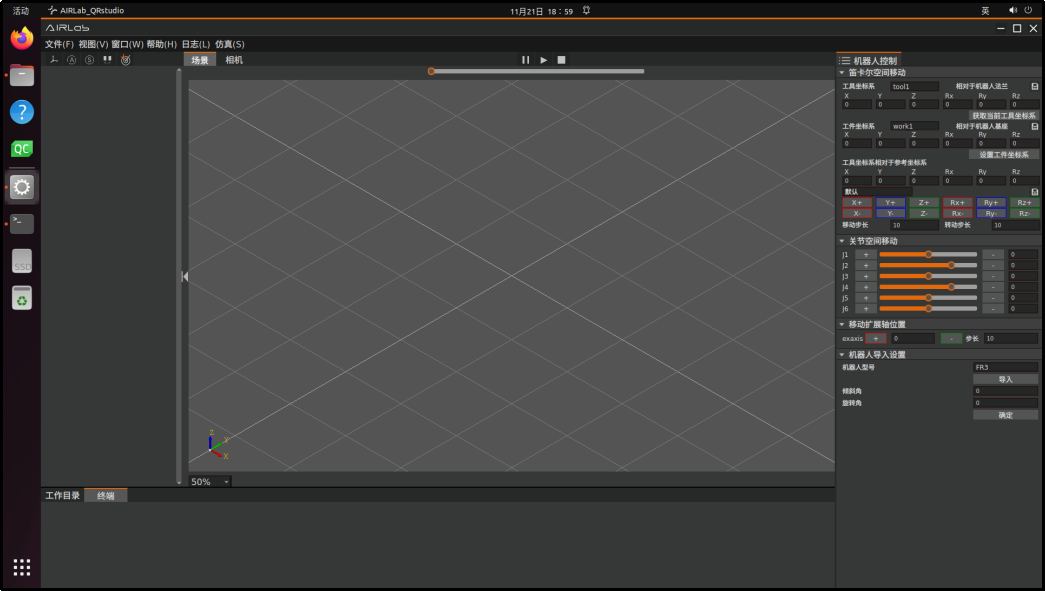 活动 AIRLab_QRstudio 11月21日 18：59 英
AIRLab
文件(F) 视图(V) 窗口(W) 帮助(H) 日志(L) 仿真(S)
场景 相机
机器人控制
笛卡尔空间移动
工具坐标系 tool1 相对于机器人法兰
X Y Z Rx Ry Rz
0 0 0 0 0 0
获取当前工具坐标系
工件坐标系 work1 相对于机器人基座
X Y Z Rx Ry Rz
0 0 0 0 0 0
设置工件坐标系
工具坐标系相对于参考坐标系
X Y Z Rx Ry Rz
0 0 0 0 0 0
默认
X+ Y+ Z+ Rx+ Ry+ Rz+
X- Y- Z- Rx- Ry- Rz-
移动步长 10 转动步长 10
关节空间移动
J1 + - 0
J2 + - 0
J3 + - 0
J4 + - 0
J5 + - 0
J6 + - 0
移动扩展轴位置
exaxis + 0 - 步长 10
机器人导入设置
机器人型号 FR3
导入
倾斜角 0
旋转角 0
确定
QC
SSD
Z
Y
X
50%
工作目录 终端